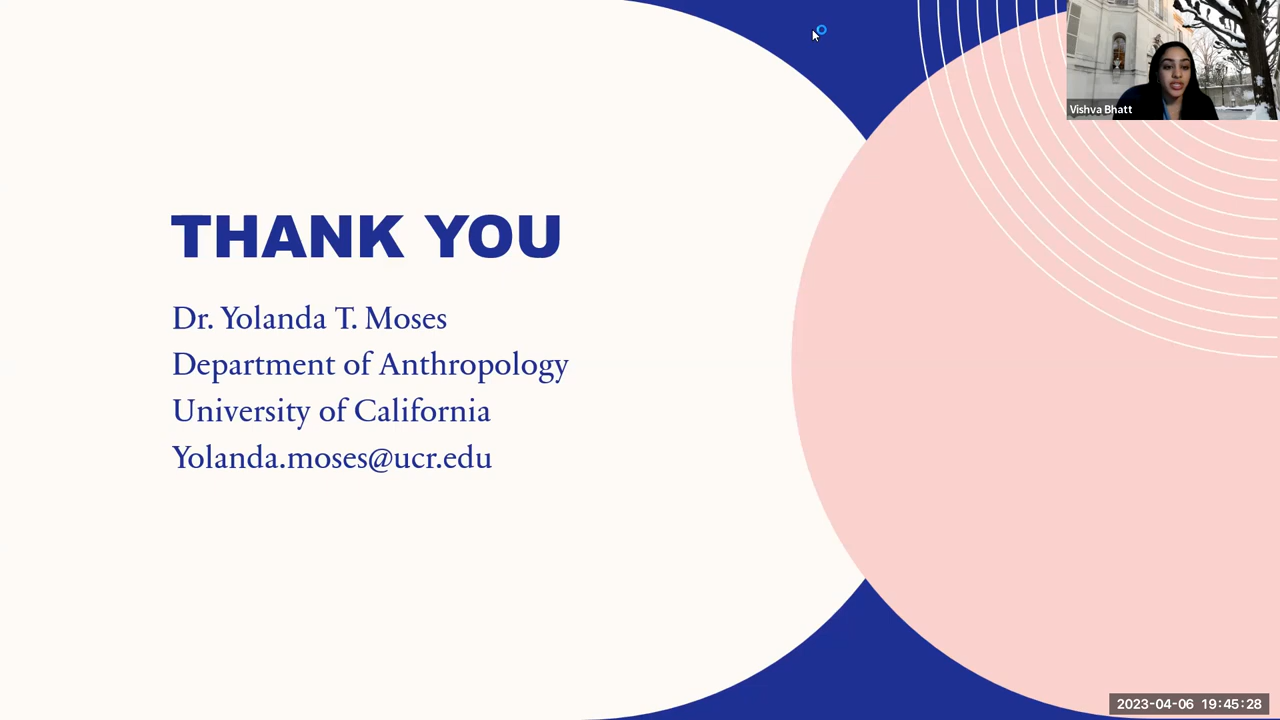 Vishva Bhatt
THANK YOU
Dr. Yolanda T. Moses
Department of Anthropology
University of California
Yolanda.moses@ucr.edu
2023-04-06 19:45:28